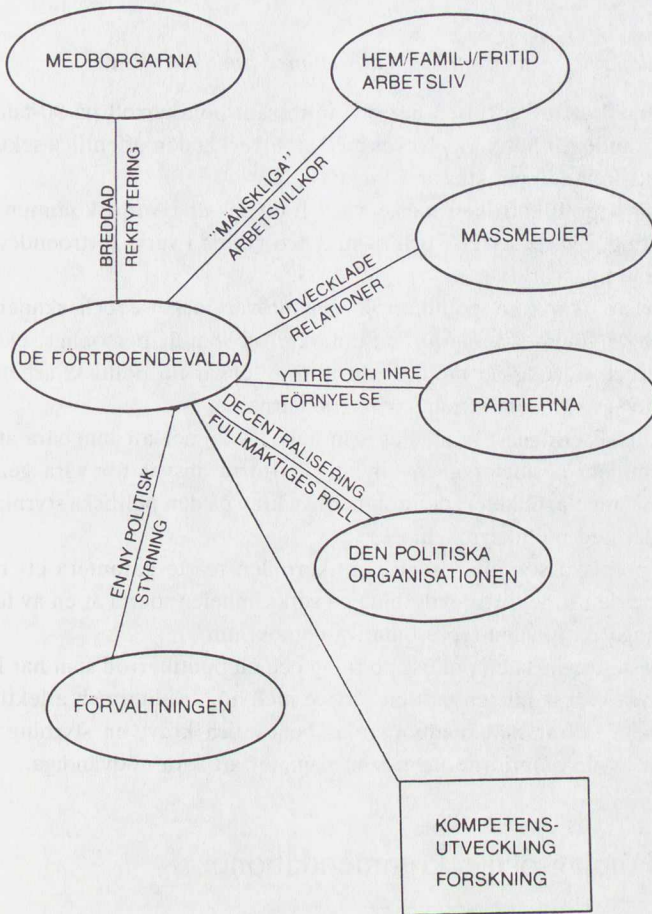 MEDBORGARNA
HEM/FAMILJ/FRITID
ARBETSLIV
BREDDAD
REKRYTERING
"MÄNSKLIGA"
ARBETSVILLKOR
MASSMEDIER
UTVECKLADE
RELATIONER
DE FÖRTROENDEVALDA
YTTRE OCH INRE
FÖRNYELSE
PARTIERNA
DECENTRALISERING
FULLMÄKTIGES ROLL
EN NY POLITISK
STYRNING
DEN POLITISKA
ORGANISATIONEN
FÖRVALTNINGEN
KOMPETENS-
UTVECKLING
FORSKNING